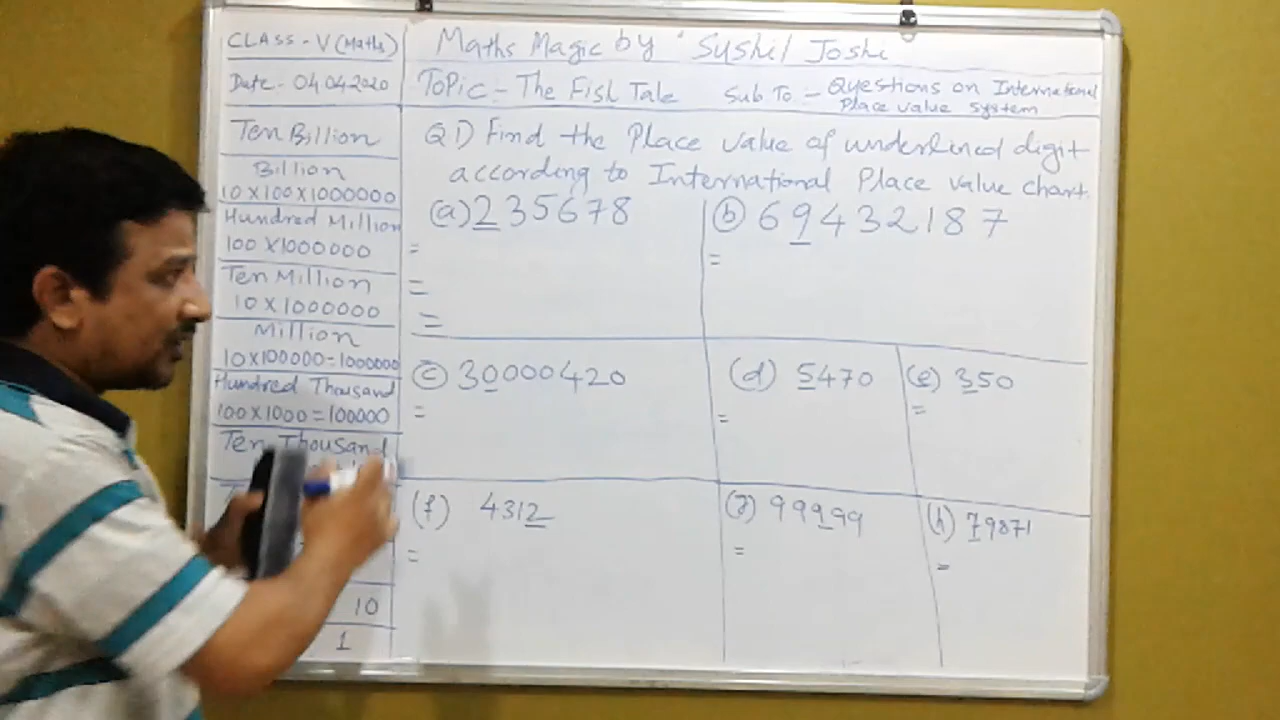 CLASS - V (Maths)
Date - 04.04.2020
Ten Billion
Billion
10 X 100 X 1000000
Hundred Million
100 X 1000000
Ten Million
10 X 1000000
Million
10 X 100000 = 1000000
Hundred Thousand
100 X 1000 = 100000
Ten Thousand
10
1
Maths Magic by 'Sushil Joshi
Topic - The Fish Tale Sub To - Questions on International
Place value system
Q1) Find the Place value of underlined digit
according to International Place value chart.
(a) 235678
=
=
=
(b) 69432187
=
(c) 30000420
=
(d) 5470
=
(e) 350
=
(f) 4312
=
(g) 99999
=
(h) 79871
=